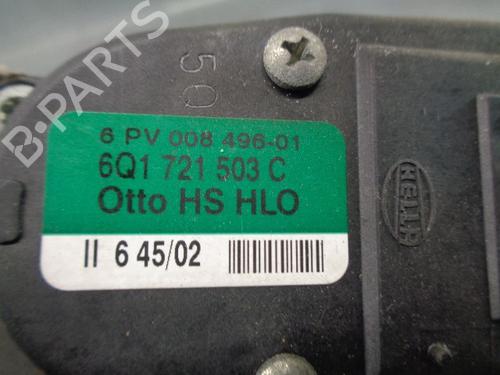 50
6 PV 008 496-01
6Q1 721 503 C
Otto HS HLO
II 6 45/02
HELLA
B-PARTS